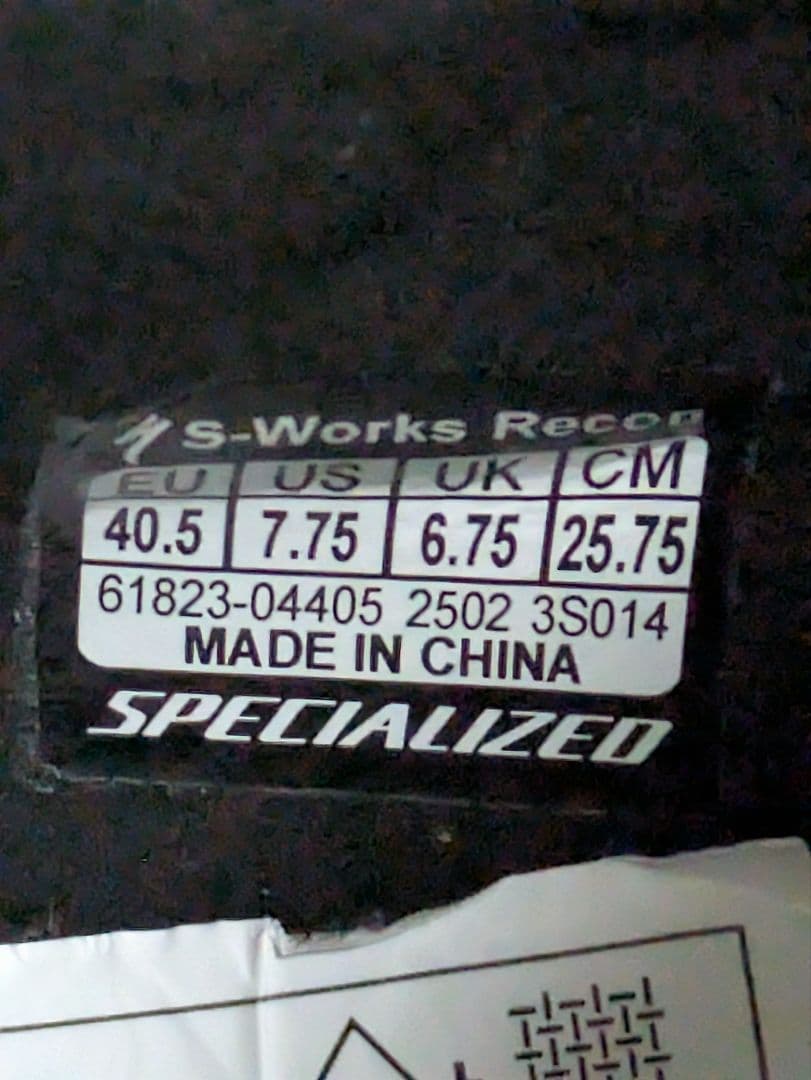 S-Works Recon
EU US UK CM
40.5 7.75 6.75 25.75
61823-04405 2502 3S014
MADE IN CHINA
SPECIALIZED